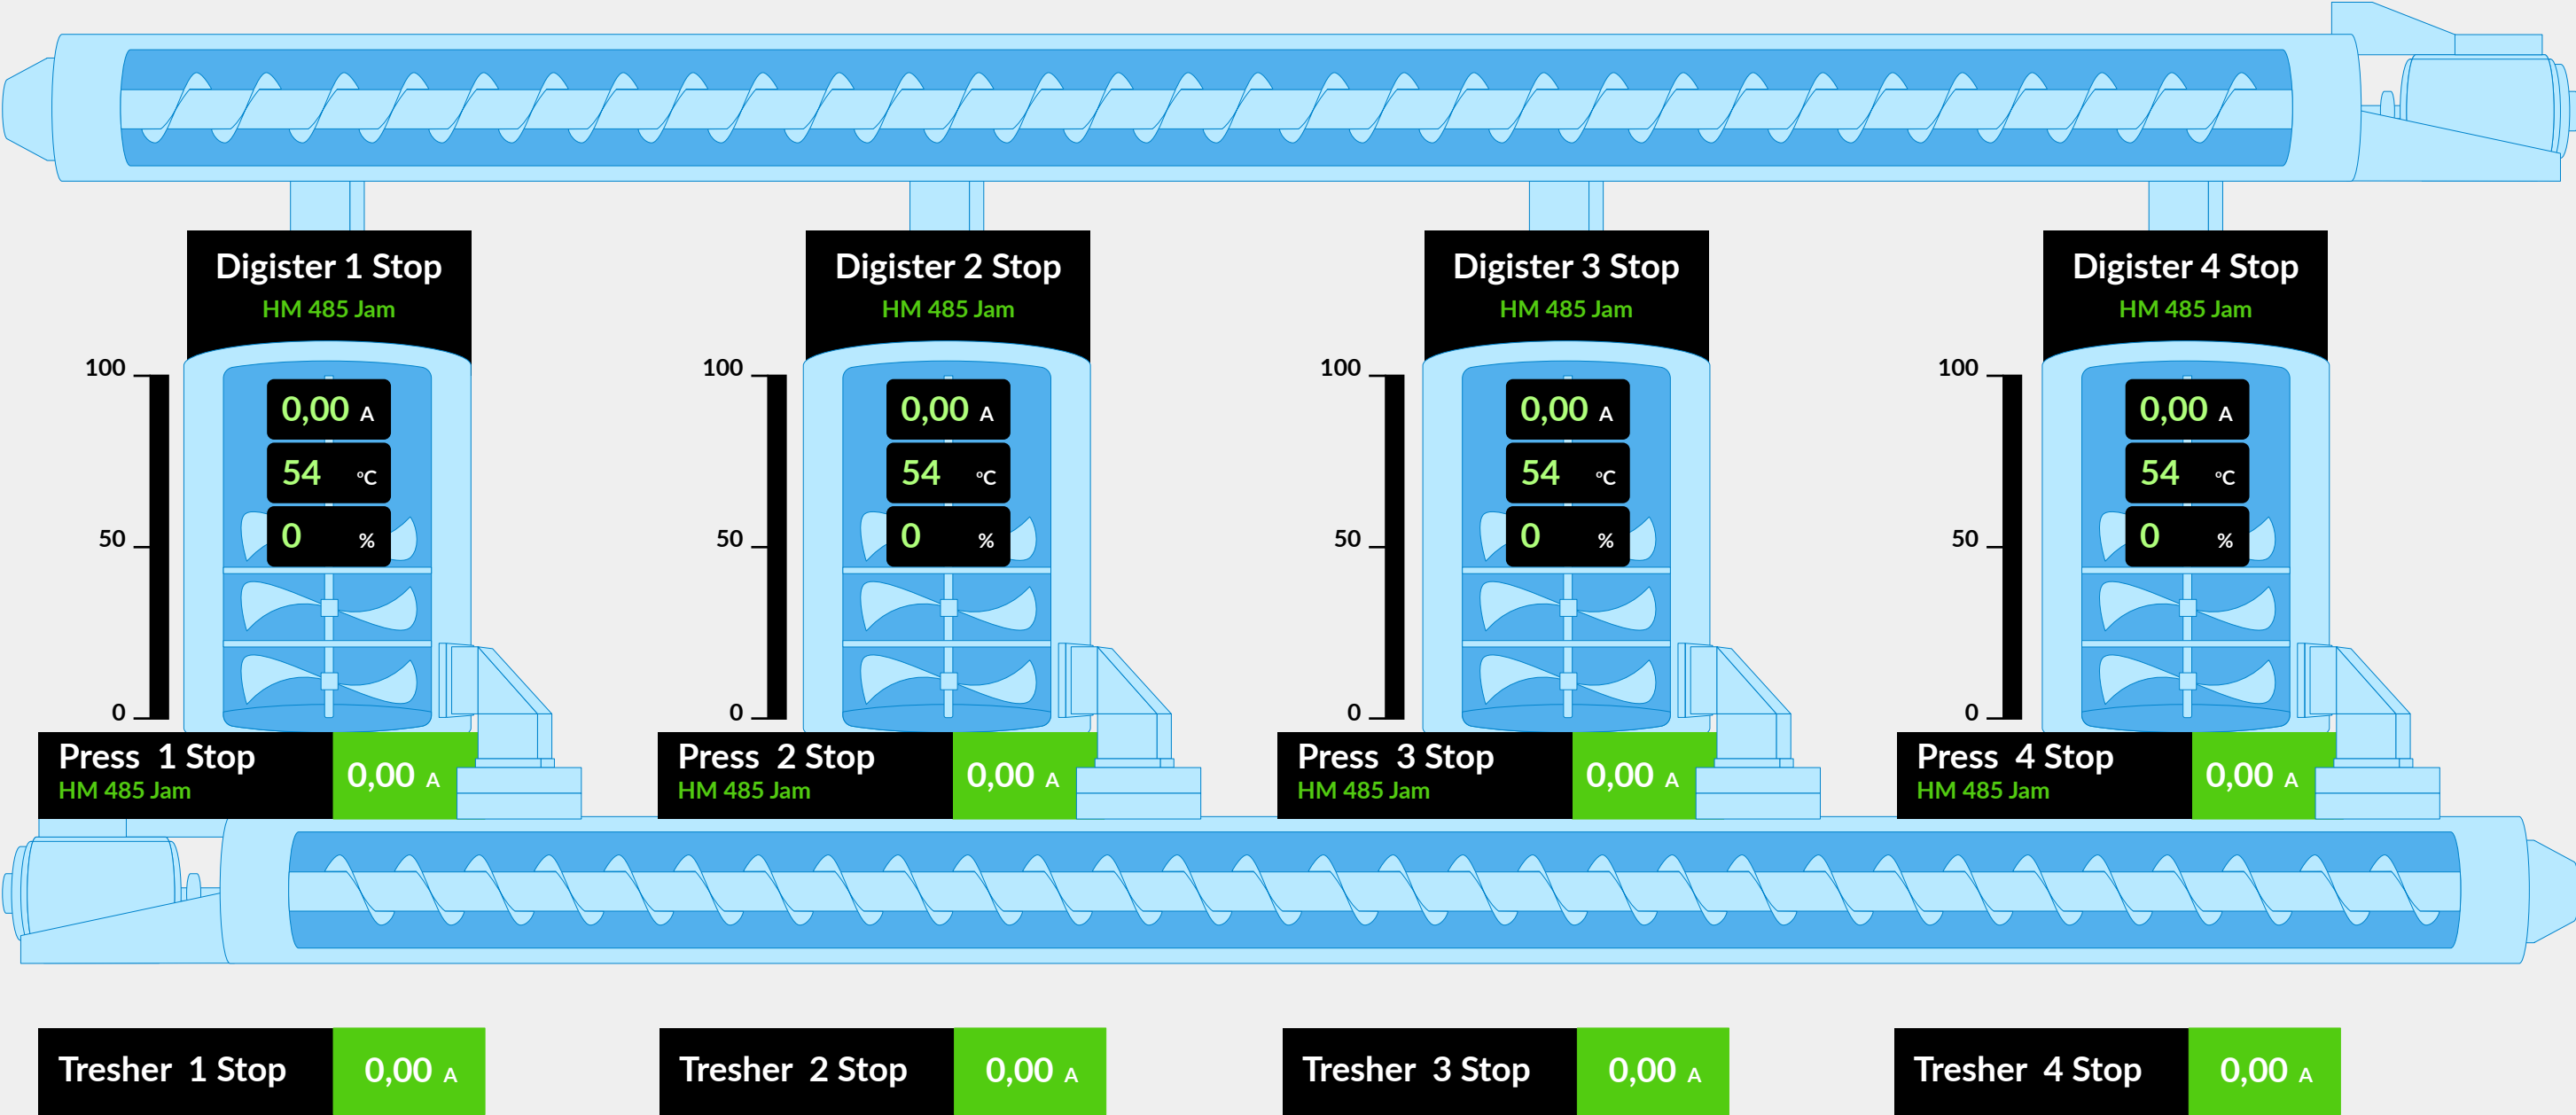 Digister 1 Stop
HM 485 Jam
100
50
0
0,00 A
54 °C
0 %
Press 1 Stop
HM 485 Jam
0,00 A
Digister 2 Stop
HM 485 Jam
100
50
0
0,00 A
54 °C
0 %
Press 2 Stop
HM 485 Jam
0,00 A
Digister 3 Stop
HM 485 Jam
100
50
0
0,00 A
54 °C
0 %
Press 3 Stop
HM 485 Jam
0,00 A
Digister 4 Stop
HM 485 Jam
100
50
0
0,00 A
54 °C
0 %
Press 4 Stop
HM 485 Jam
0,00 A
Tresher 1 Stop 0,00 A
Tresher 2 Stop 0,00 A
Tresher 3 Stop 0,00 A
Tresher 4 Stop 0,00 A